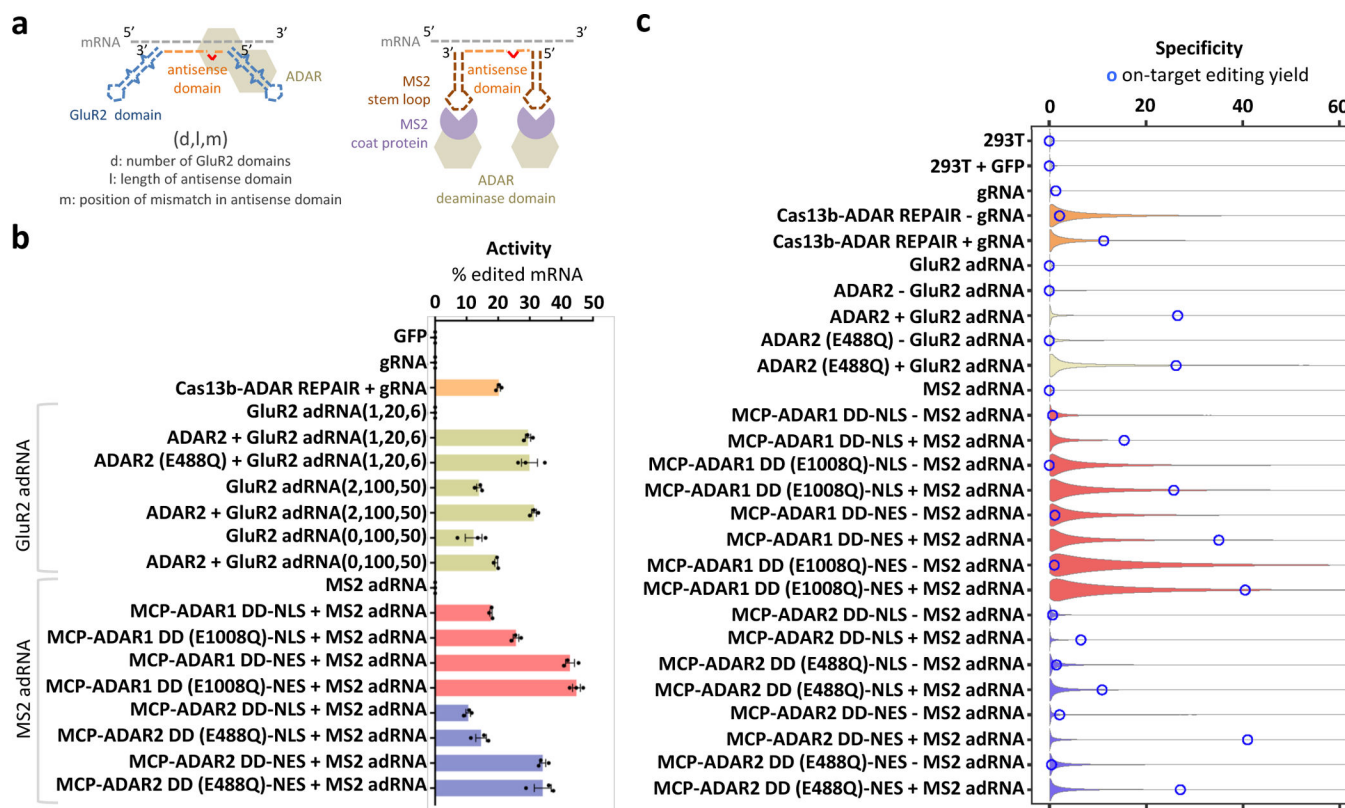 a
5’ 3’
mRNA
3’ 5’
antisense
domain
ADAR
GluR2 domain
(d,l,m)
d: number of GluR2 domains
l: length of antisense domain
m: position of mismatch in antisense domain
5’ 3’
mRNA
3’ 5’
antisense
domain
MS2
stem loop
MS2
coat protein
ADAR
deaminase domain
b
Activity
% edited mRNA
0 10 20 30 40 50
GFP
gRNA
Cas13b-ADAR REPAIR + gRNA
GluR2 adRNA
GluR2 adRNA(1,20,6)
ADAR2 + GluR2 adRNA(1,20,6)
ADAR2 (E488Q) + GluR2 adRNA(1,20,6)
GluR2 adRNA(2,100,50)
ADAR2 + GluR2 adRNA(2,100,50)
GluR2 adRNA(0,100,50)
ADAR2 + GluR2 adRNA(0,100,50)
MS2 adRNA
MS2 adRNA
MCP-ADAR1 DD-NLS + MS2 adRNA
MCP-ADAR1 DD (E1008Q)-NLS + MS2 adRNA
MCP-ADAR1 DD-NES + MS2 adRNA
MCP-ADAR1 DD (E1008Q)-NES + MS2 adRNA
MCP-ADAR2 DD-NLS + MS2 adRNA
MCP-ADAR2 DD (E488Q)-NLS + MS2 adRNA
MCP-ADAR2 DD-NES + MS2 adRNA
MCP-ADAR2 DD (E488Q)-NES + MS2 adRNA
c
Specificity
on-target editing yield
0 20 40 60
293T
293T + GFP
gRNA
Cas13b-ADAR REPAIR - gRNA
Cas13b-ADAR REPAIR + gRNA
GluR2 adRNA
ADAR2 - GluR2 adRNA
ADAR2 + GluR2 adRNA
ADAR2 (E488Q) - GluR2 adRNA
ADAR2 (E488Q) + GluR2 adRNA
MS2 adRNA
MCP-ADAR1 DD-NLS - MS2 adRNA
MCP-ADAR1 DD-NLS + MS2 adRNA
MCP-ADAR1 DD (E1008Q)-NLS - MS2 adRNA
MCP-ADAR1 DD (E1008Q)-NLS + MS2 adRNA
MCP-ADAR1 DD-NES - MS2 adRNA
MCP-ADAR1 DD-NES + MS2 adRNA
MCP-ADAR1 DD (E1008Q)-NES - MS2 adRNA
MCP-ADAR1 DD (E1008Q)-NES + MS2 adRNA
MCP-ADAR2 DD-NLS - MS2 adRNA
MCP-ADAR2 DD-NLS + MS2 adRNA
MCP-ADAR2 DD (E488Q)-NLS - MS2 adRNA
MCP-ADAR2 DD (E488Q)-NLS + MS2 adRNA
MCP-ADAR2 DD-NES - MS2 adRNA
MCP-ADAR2 DD-NES + MS2 adRNA
MCP-ADAR2 DD (E488Q)-NES - MS2 adRNA
MCP-ADAR2 DD (E488Q)-NES + MS2 adRNA